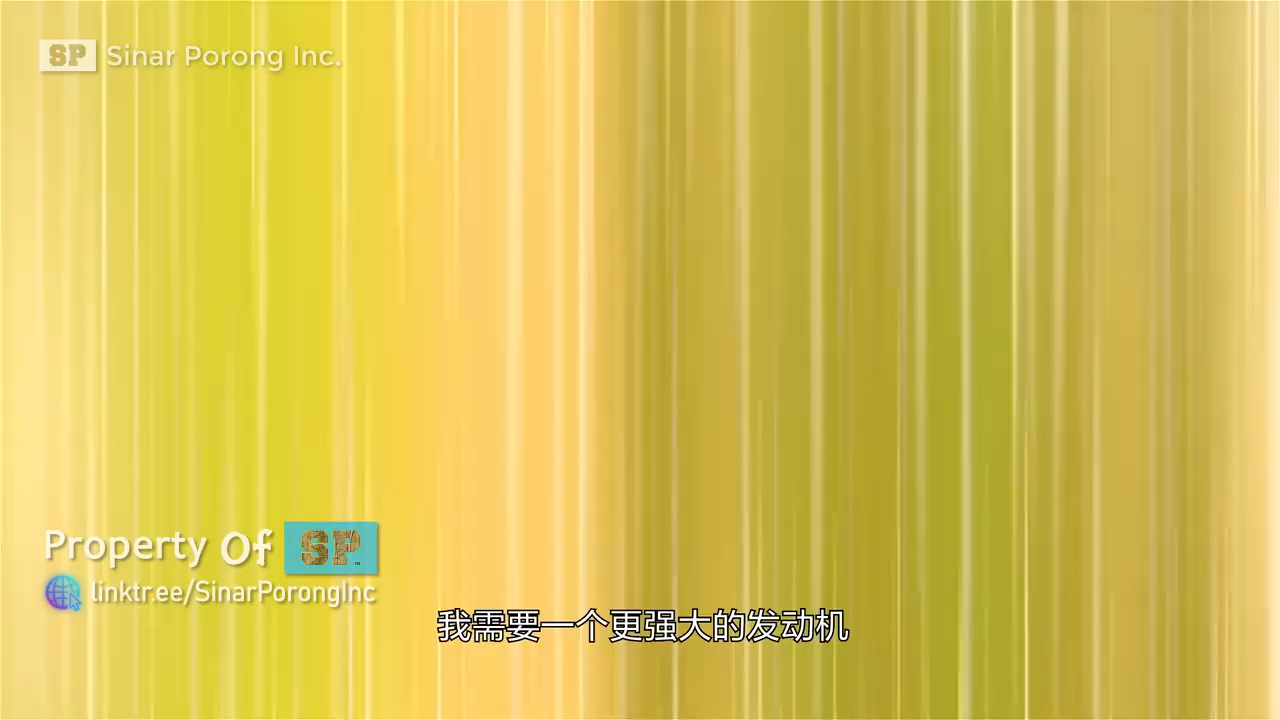 SP Sinar Porong Inc.
Property Of SP™
linktr.ee/SinarPorongInc
我需要一个更强大的发动机